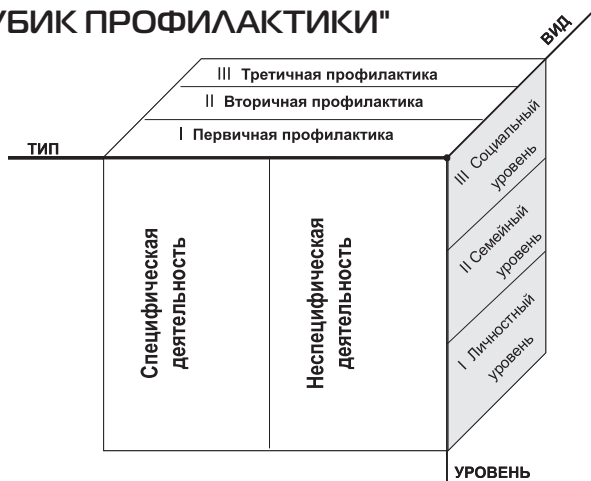 УБИК ПРОФИЛАКТИКИ"
ВИД
III Третичная профилактика
II Вторичная профилактика
I Первичная профилактика
ТИП
III Социальный
уровень
II Семейный
уровень
I Личностный
уровень
Специфическая
деятельность
Неспецифическая
деятельность
УРОВЕНЬ